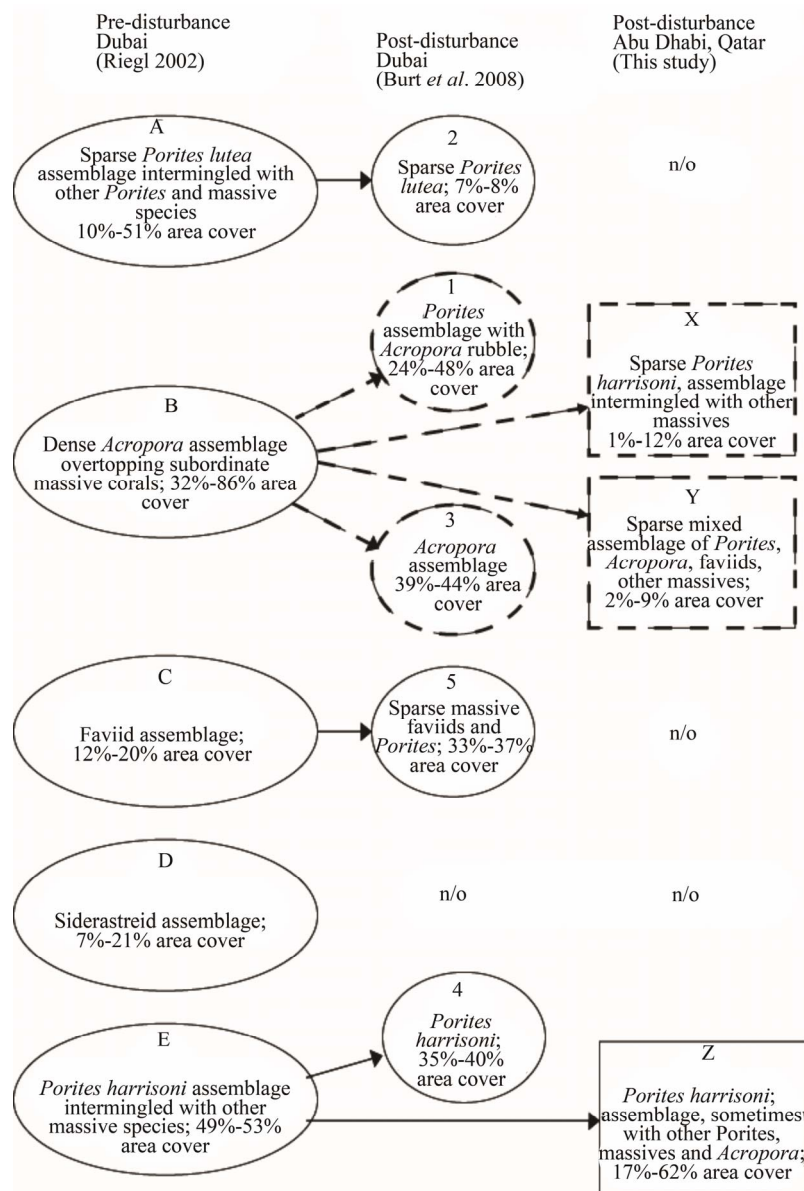 Pre-disturbance
Dubai
(Riegl 2002)
Post-disturbance
Dubai
(Burt et al. 2008)
Post-disturbance
Abu Dhabi, Qatar
(This study)
A
Sparse Porites lutea
assemblage intermingled with
other Porites and massive
species
10%-51% area cover
2
Sparse Porites
lutea; 7%-8%
area cover
n/o
B
Dense Acropora assemblage
overtopping subordinate
massive corals; 32%-86% area
cover
1
Porites
assemblage with
Acropora rubble;
24%-48% area
cover
3
Acropora
assemblage
39%-44% area
cover
X
Sparse Porites
harrisoni, assemblage
intermingled with other
massives
1%-12% area cover
Y
Sparse mixed
assemblage of Porites,
Acropora, faviids,
other massives;
2%-9% area cover
C
Faviid assemblage;
12%-20% area cover
5
Sparse massive
faviids and
Porites; 33%-37%
area cover
n/o
D
Siderastreid assemblage;
7%-21% area cover
n/o
n/o
E
Porites harrisoni assemblage
intermingled with other
massive species; 49%-53%
area cover
4
Porites
harrisoni;
35%-40%
area cover
Z
Porites harrisoni;
assemblage, sometimes
with other Porites,
massives and Acropora;
17%-62% area cover